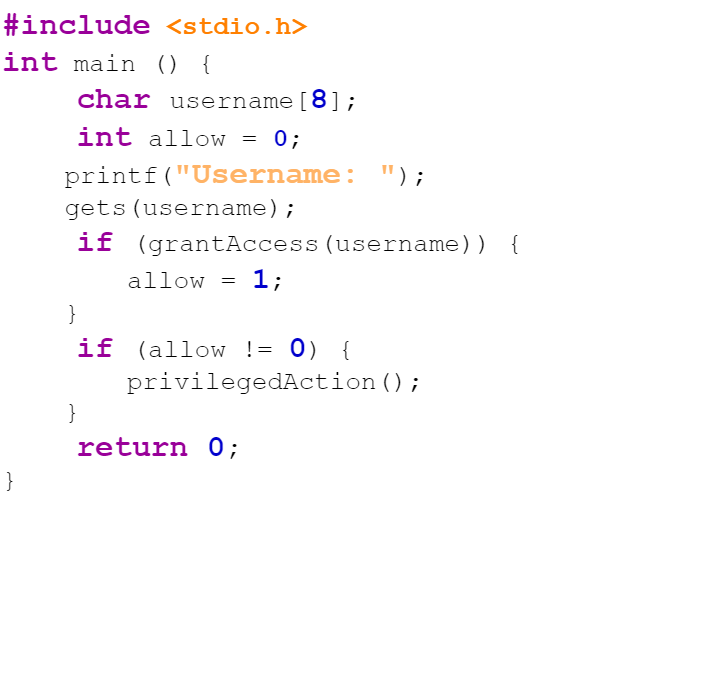 #include <stdio.h>
int main () {
char username[8];
int allow = 0;
printf("Username: ");
gets(username);
if (grantAccess(username)) {
allow = 1;
}
if (allow != 0) {
privilegedAction();
}
return 0;
}